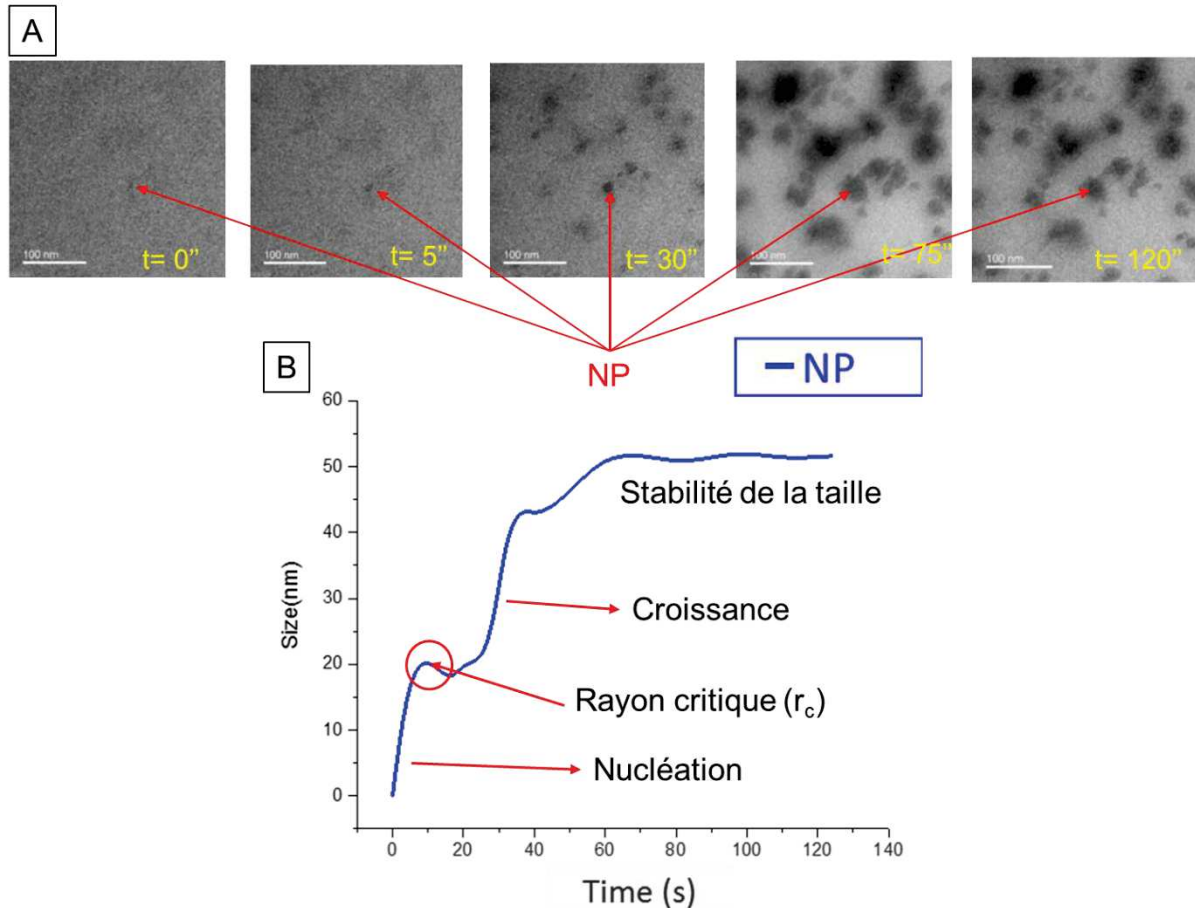 A
100 nm
t= 0”
100 nm
t= 5”
100 nm
t= 30”
100 nm
t= 75”
100 nm
t= 120”
NP
B
NP
60
50
40
30
20
10
0
Size(nm)
Stabilité de la taille
Croissance
Rayon critique (rc)
Nucléation
0 20 40 60 80 100 120 140
Time (s)